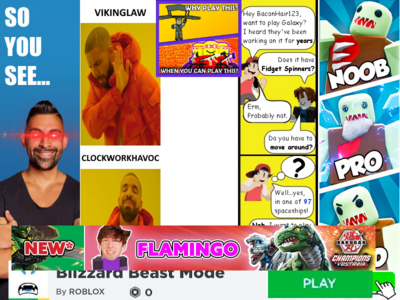 SO
YOU
SEE...
VIKINGLAW
CLOCKWORKHAVOC
WHY PLAY THIS?
WHEN YOU CAN PLAY THIS?
Hey BaconHair123,
want to play Galaxy?
I heard they've been
working on it for years.
Does it have
Fidget Spinners?
Erm,
Frobably not.
Do you have to
move around?
?
Well...yes,
in one of 97
spaceships!
NOOB
PRO
NEW*
FLAMINGO
BAKUGAN
CHAMPIONS
VESTROIA
Blizzard Beast Mode
By ROBLOX
0
PLAY